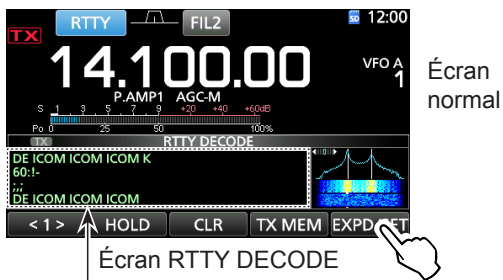 RTTY FIL2 12:00
TX
14.100.00 VFO A
1
P.AMP1 AGC-M
S 1 3 5 7 9 +20 +40 +60dB
Po 0 25 50 100%
TX RTTY DECODE
DE ICOM ICOM ICOM K
60:!-
;;
DE ICOM ICOM ICOM
< 1 > HOLD CLR TX MEM EXPD
Écran
normal
Écran RTTY DECODE